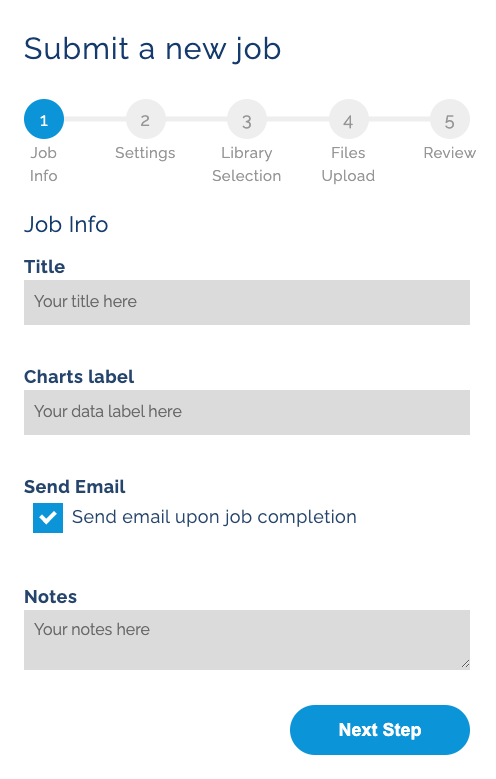 Submit a new job
1
2
3
4
5
Job
Info
Settings
Library
Selection
Files
Upload
Review
Job Info
Title
Your title here
Charts label
Your data label here
Send Email
Send email upon job completion
Notes
Your notes here
Next Step